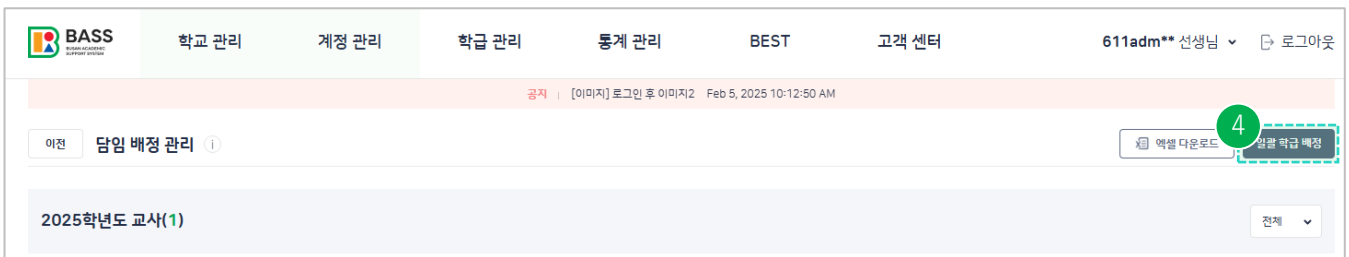 BASS
BUSAN ACADEMIC
SUPPORT SYSTEM
학교 관리 계정 관리 학급 관리 통계 관리 BEST 고객 센터 611adm** 선생님 로그아웃
공지 | [이미지] 로그인 후 이미지2 Feb 5, 2025 10:12:50 AM
4
이전 담임 배정 관리 i 엑셀 다운로드 일괄 학급 배정
2025학년도 교사(1) 전체